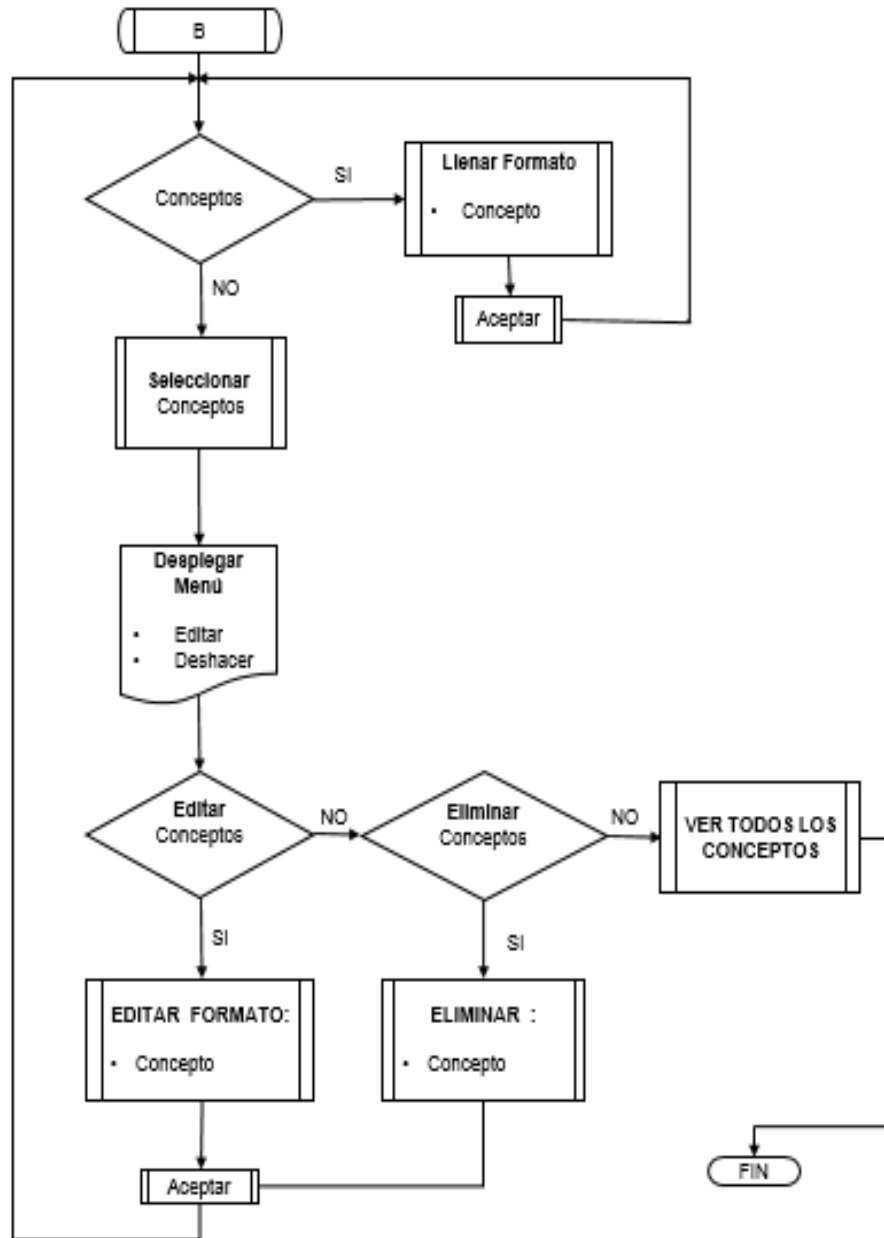 B
Conceptos
SI
Llenar Formato
• Concepto
NO
Aceptar
Seleccionar
Conceptos
Desplegar
Menú
• Editar
• Deshacer
Editar
Conceptos
NO
Eliminar
Conceptos
NO
VER TODOS LOS
CONCEPTOS
SI
SI
EDITAR FORMATO:
• Concepto
ELIMINAR :
• Concepto
Aceptar
FIN